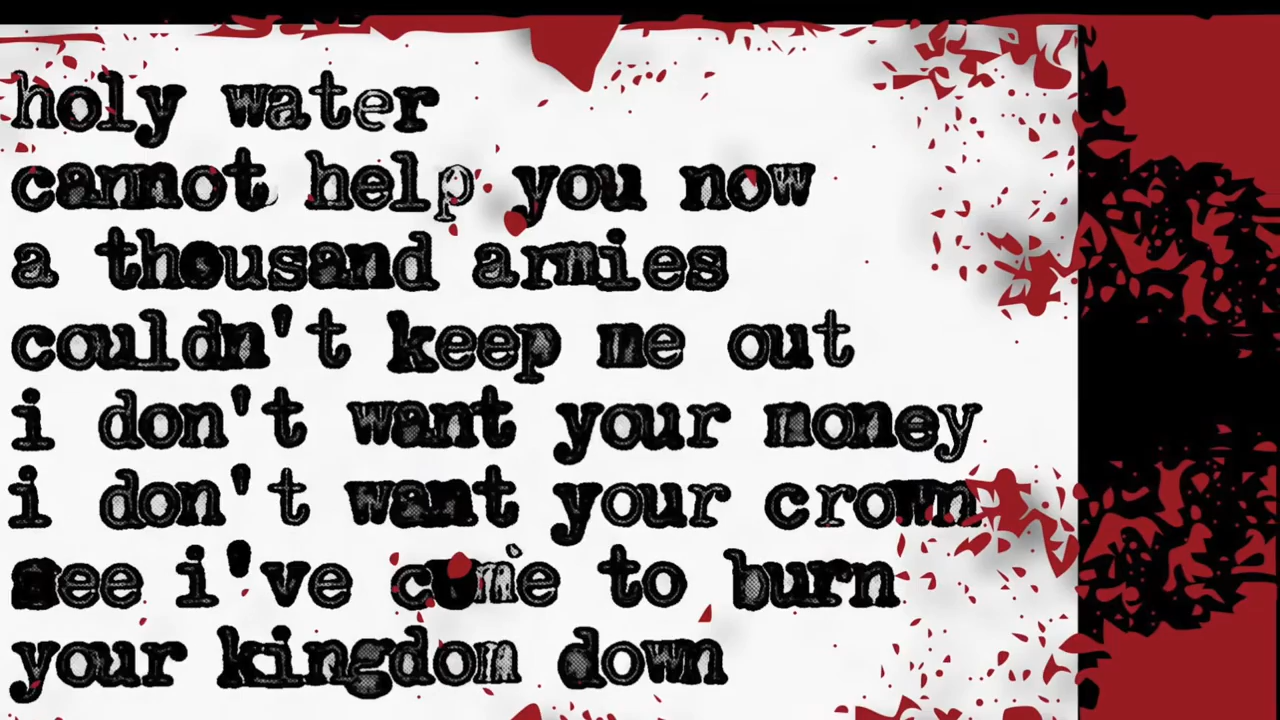 holy water
cannot help you now
a thousand armies
couldn't keep me out
i don't want your money
i don't want your crown
see i've come to burn
your kingdom down